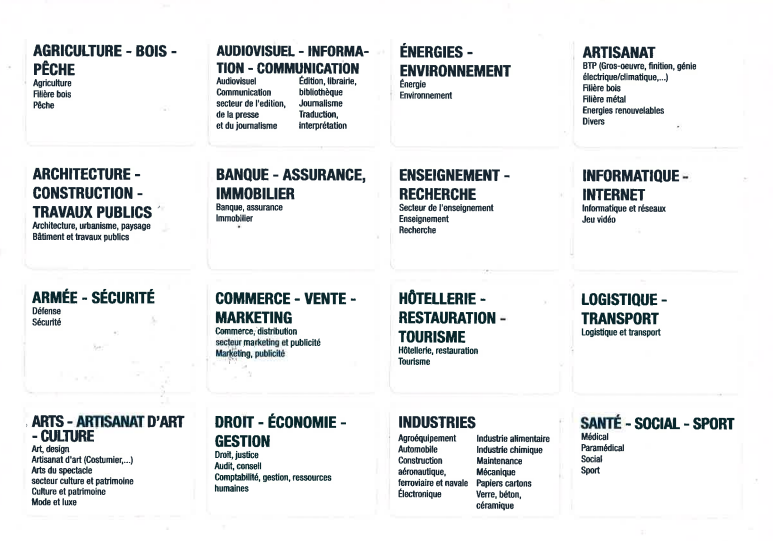 AGRICULTURE - BOIS -
PÊCHE
Agriculture
Filière bois
Pêche
AUDIOVISUEL - INFORMA-
TION - COMMUNICATION
Audiovisuel
Communication
secteur de l'edition,
de la presse
et du journalisme
Édition, librairie,
bibliothèque
Journalisme
Traduction,
interprétation
ÉNERGIES -
ENVIRONNEMENT
Énergie
Environnement
ARTISANAT
BTP (Gros-oeuvre, finition, génie
électrique/climatique,...)
Filière bois
Filière métal
Energies renouvelables
Divers
ARCHITECTURE -
CONSTRUCTION -
TRAVAUX PUBLICS
Architecture, urbanisme, paysage
Bâtiment et travaux publics
BANQUE - ASSURANCE,
IMMOBILIER
Banque, assurance
Immobilier
ENSEIGNEMENT -
RECHERCHE
Secteur de l'enseignement
Enseignement
Recherche
INFORMATIQUE -
INTERNET
Informatique et réseaux
Jeu vidéo
ARMÉE - SÉCURITÉ
Défense
Sécurité
COMMERCE - VENTE -
MARKETING
Commerce, distribution
secteur marketing et publicité
Marketing, publicité
HÔTELLERIE -
RESTAURATION -
TOURISME
Hôtellerie, restauration
Tourisme
LOGISTIQUE -
TRANSPORT
Logistique et transport
ARTS - ARTISANAT D'ART
- CULTURE
Art, design
Artisanat d'art (Costumier,...)
Arts du spectacle
secteur culture et patrimoine
Culture et patrimoine
Mode et luxe
DROIT - ÉCONOMIE -
GESTION
Droit, justice
Audit, conseil
Comptabilité, gestion, ressources
humaines
INDUSTRIES
Agroéquipement
Automobile
Construction
aéronautique,
ferroviaire et navale
Électronique
Industrie alimentaire
Industrie chimique
Maintenance
Mécanique
Papiers cartons
Verre, béton,
céramique
SANTÉ - SOCIAL - SPORT
Médical
Paramédical
Social
Sport